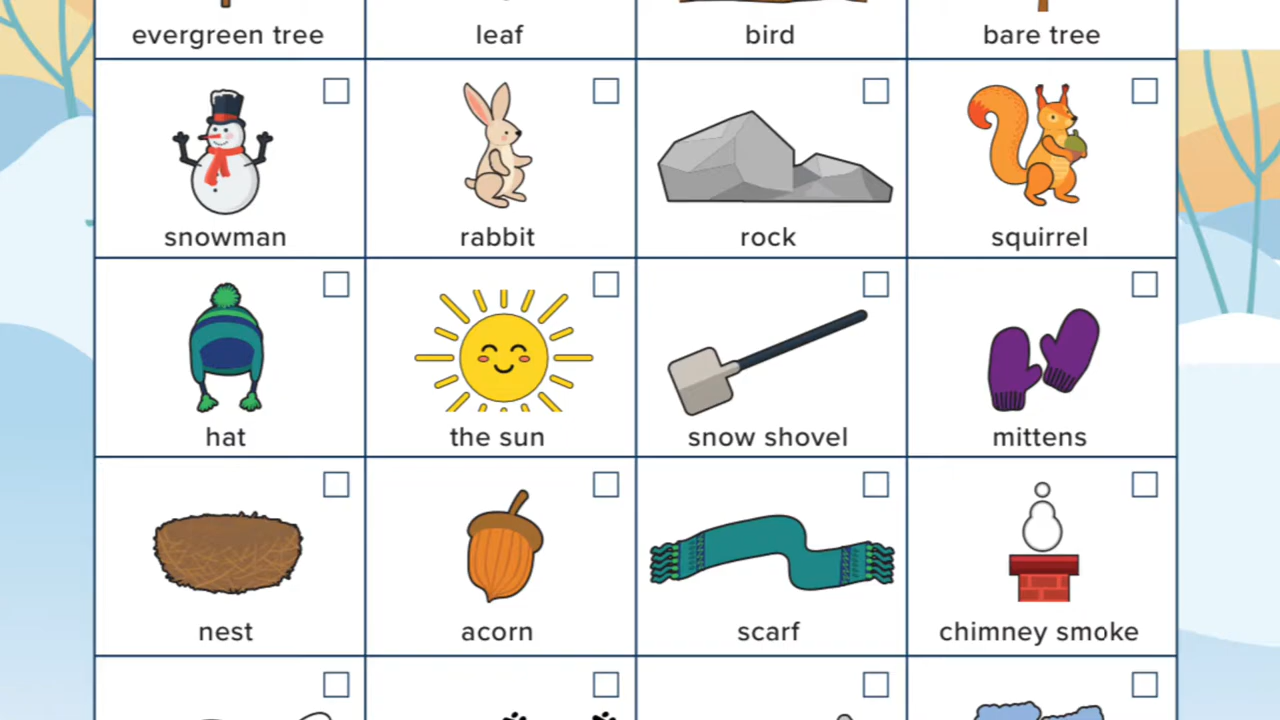 evergreen tree leaf bird bare tree
snowman rabbit rock squirrel
hat the sun snow shovel mittens
nest acorn scarf chimney smoke